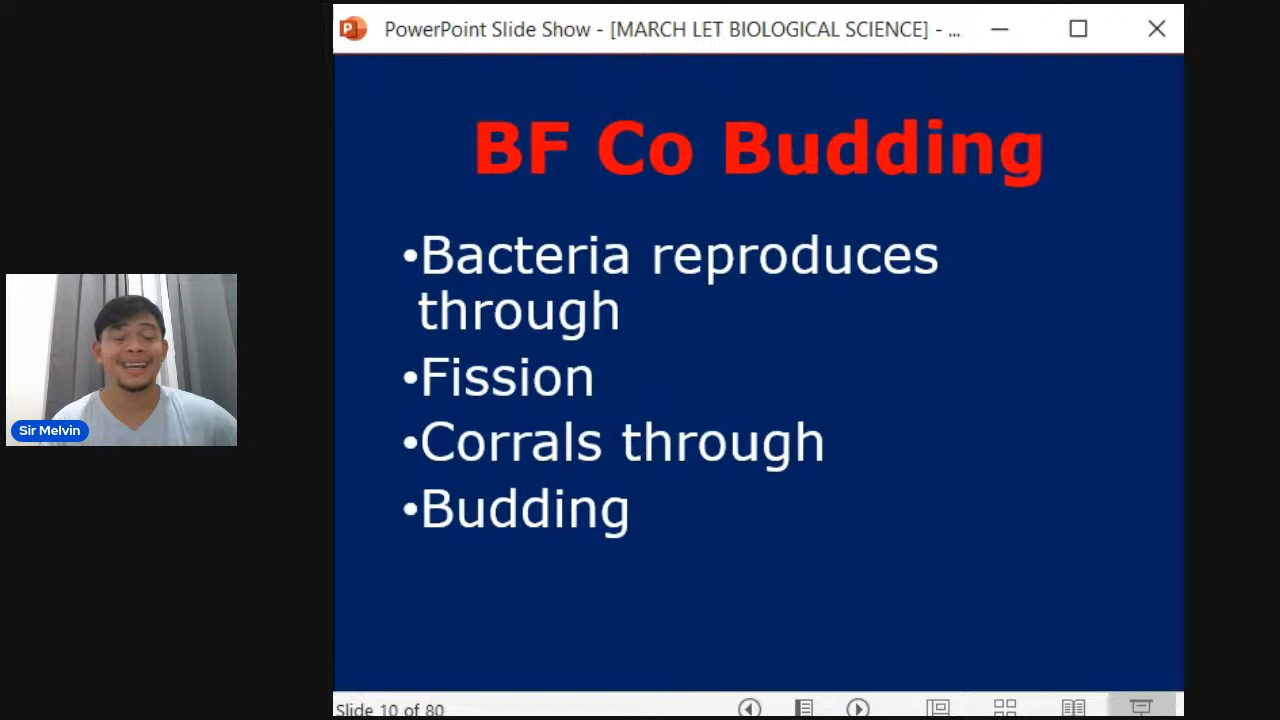 PowerPoint Slide Show - [MARCH LET BIOLOGICAL SCIENCE] - ...
BF Co Budding
•Bacteria reproduces
through
•Fission
•Corrals through
•Budding
Sir Melvin
Slide 10 of 80